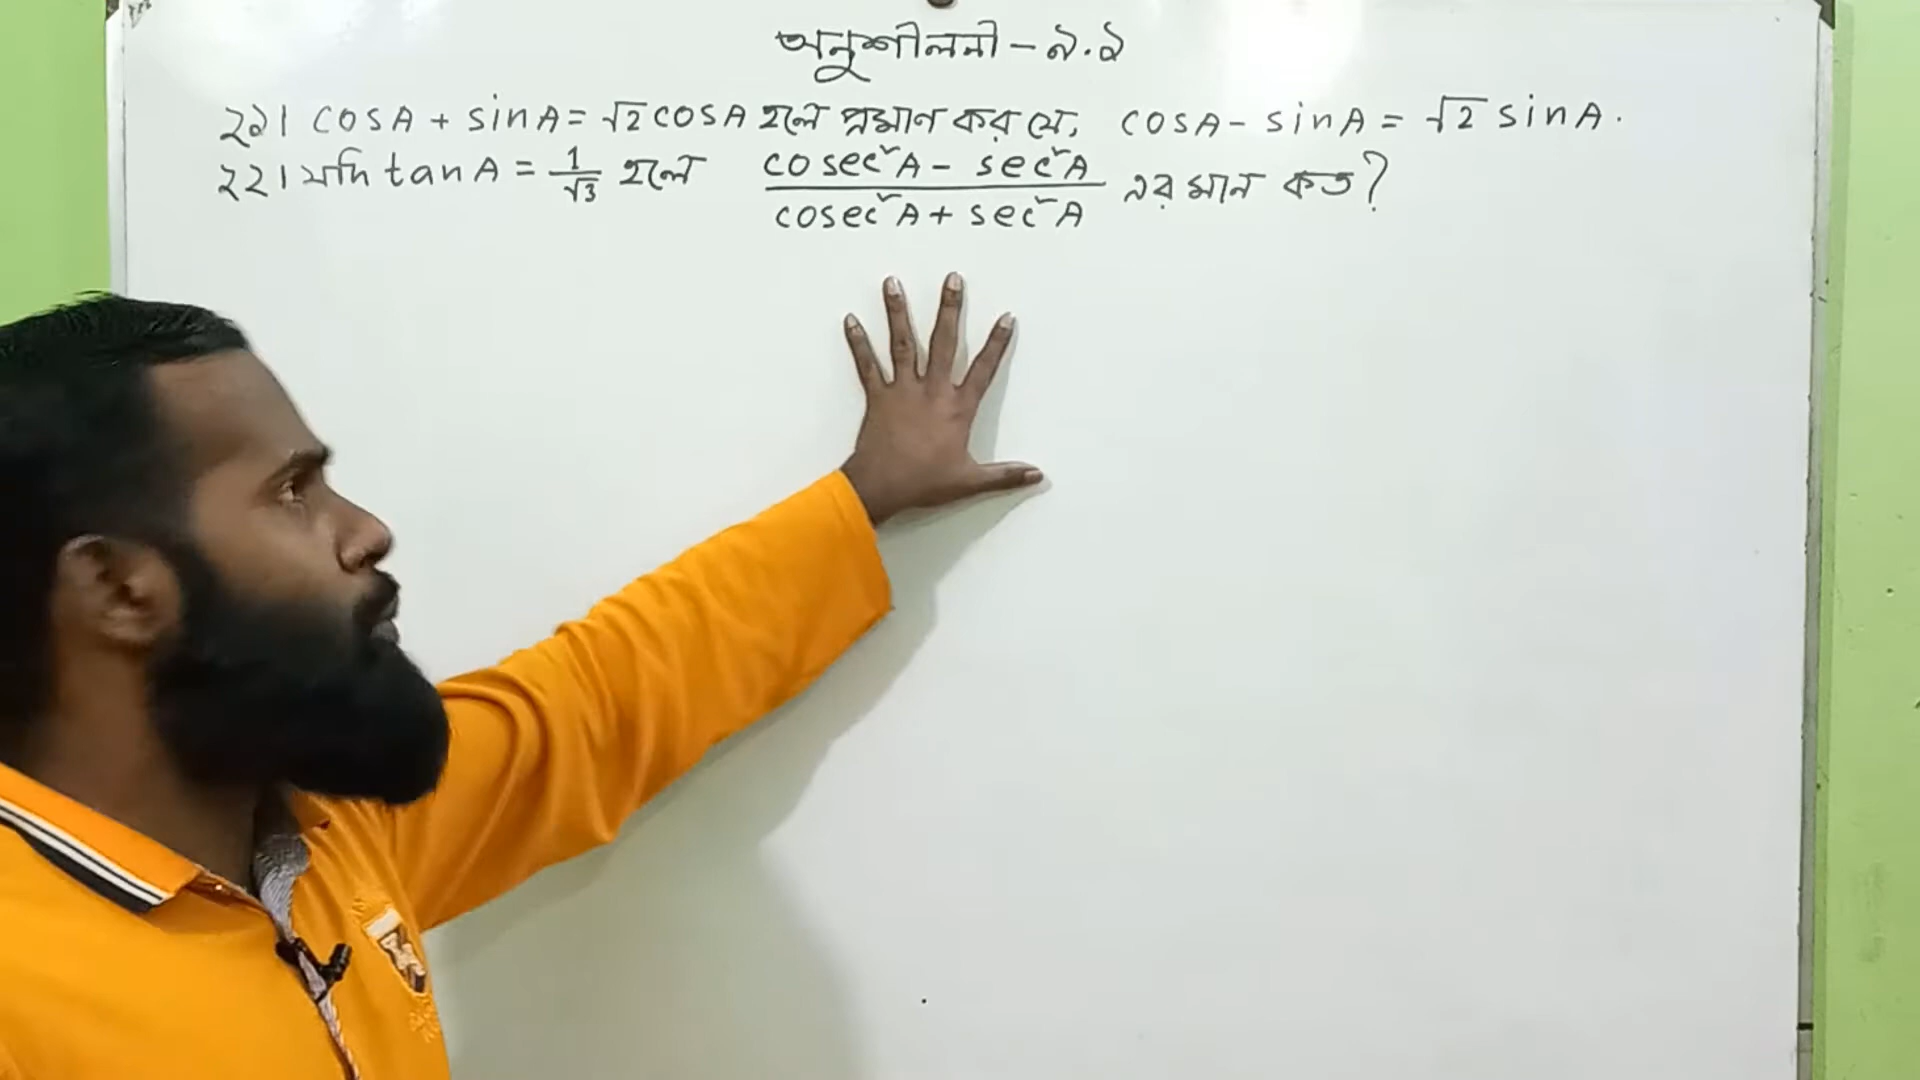 অনুশীলনী - ৯.১
২১। cosA + sinA = √2 cosA হলে প্রমাণ কর যে, cosA - sinA = √2 sinA.
২২। যদি tanA = 1/√3 হলে (cosec²A - sec²A)/(cosec²A + sec²A) এর মান কত?